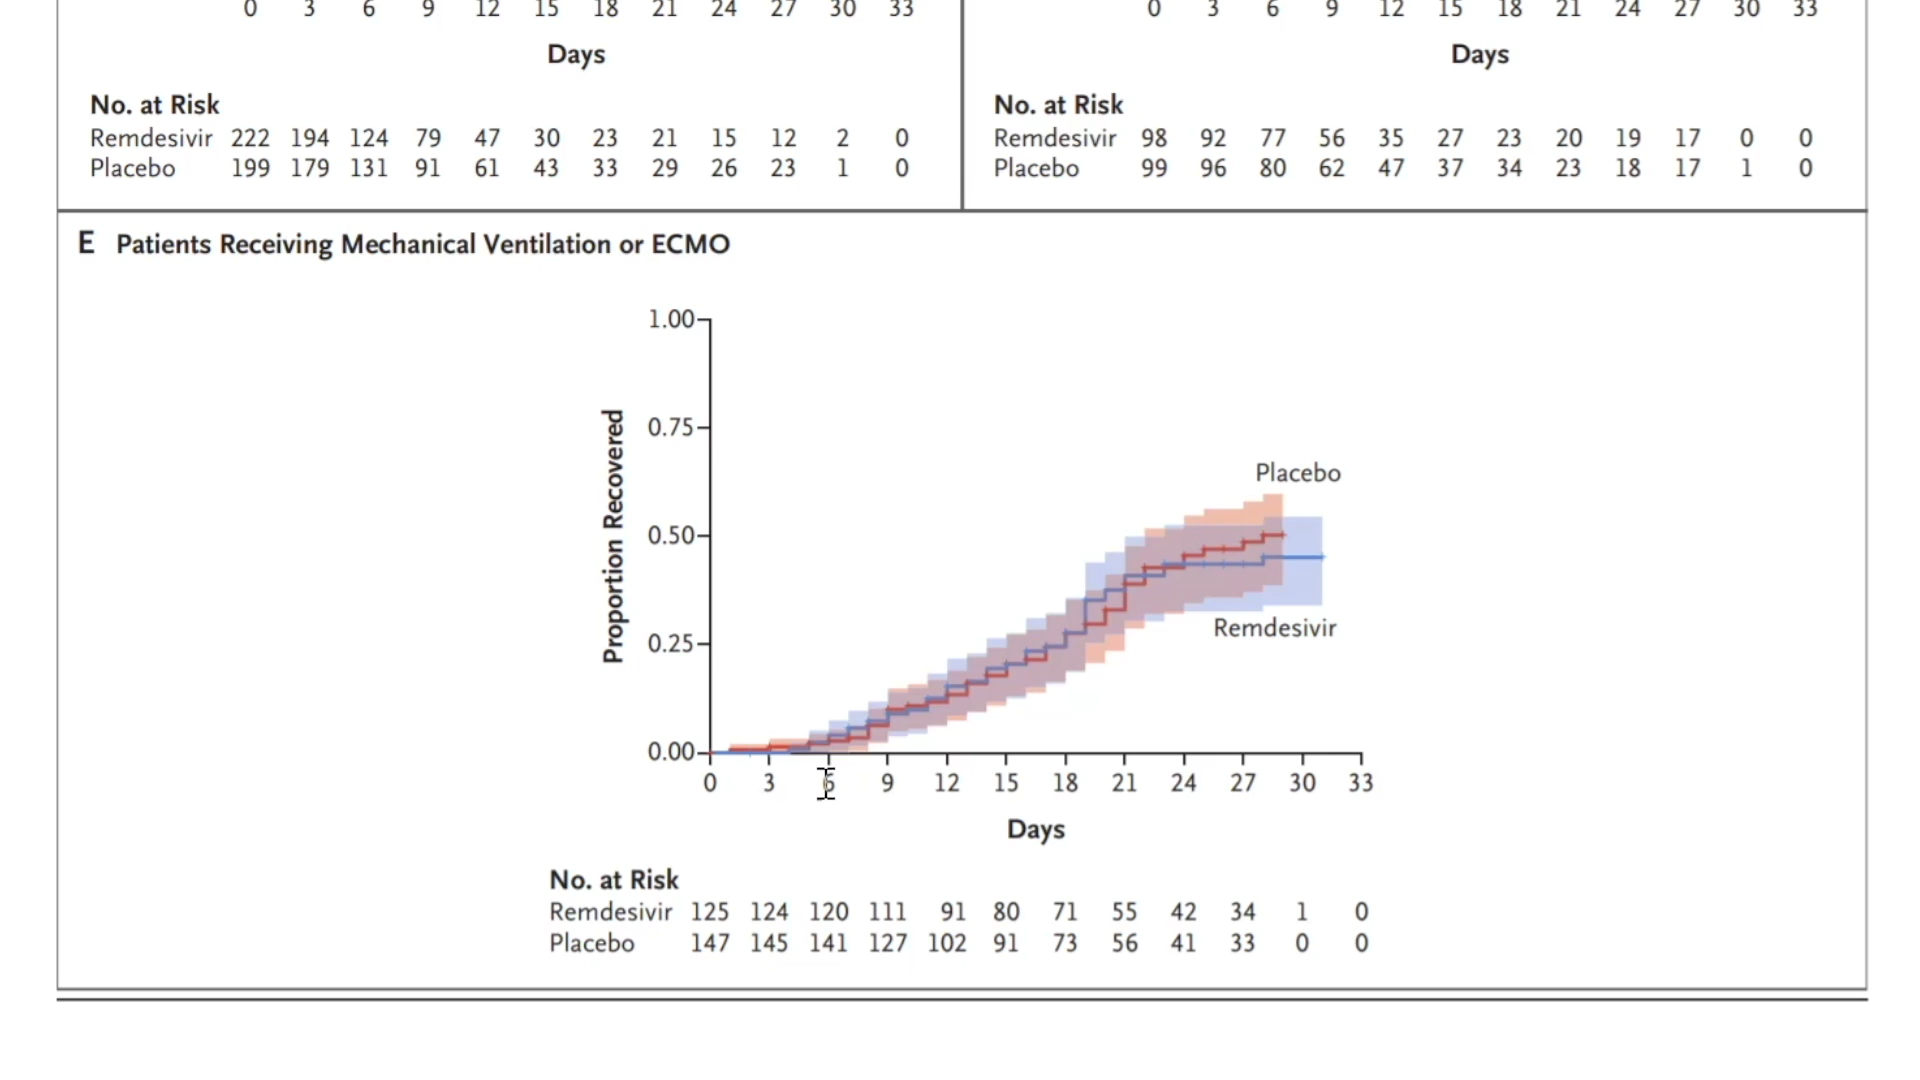 0 3 6 9 12 15 18 21 24 27 30 33
Days
No. at Risk
Remdesivir 222 194 124 79 47 30 23 21 15 12 2 0
Placebo 199 179 131 91 61 43 33 29 26 23 1 0
0 3 6 9 12 15 18 21 24 27 30 33
Days
No. at Risk
Remdesivir 98 92 77 56 35 27 23 20 19 17 0 0
Placebo 99 96 80 62 47 37 34 23 18 17 1 0
E Patients Receiving Mechanical Ventilation or ECMO
Proportion Recovered
1.00
0.75
0.50
0.25
0.00
Placebo
Remdesivir
0 3 6 9 12 15 18 21 24 27 30 33
Days
No. at Risk
Remdesivir 125 124 120 111 91 80 71 55 42 34 1 0
Placebo 147 145 141 127 102 91 73 56 41 33 0 0